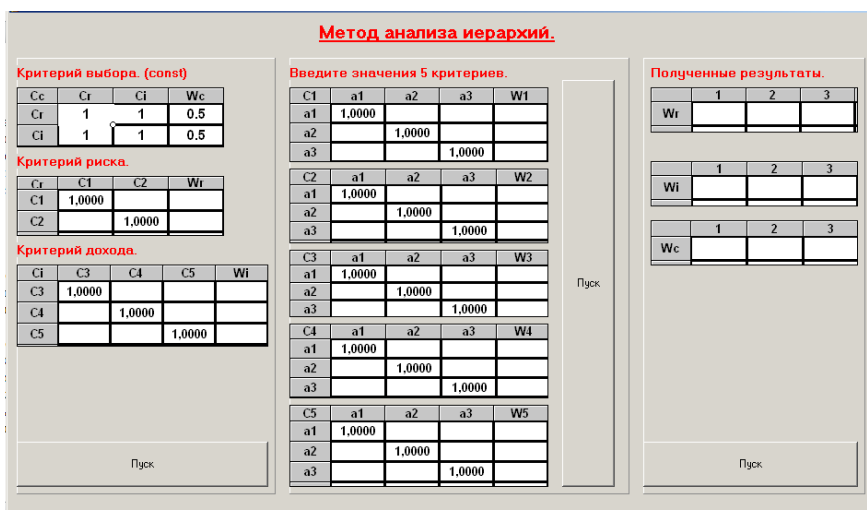 Метод анализа иерархий.
Критерий выбора. (const)
Cc Cr Ci Wc
Cr 1 1 0.5
Ci 1 1 0.5
Критерий риска.
Cr C1 C2 Wr
C1 1,0000
C2 1,0000
Критерий дохода.
Ci C3 C4 C5 Wi
C3 1,0000
C4 1,0000
C5 1,0000
Пуск
Введите значения 5 критериев.
C1 a1 a2 a3 W1
a1 1,0000
a2 1,0000
a3 1,0000
C2 a1 a2 a3 W2
a1 1,0000
a2 1,0000
a3 1,0000
C3 a1 a2 a3 W3
a1 1,0000
a2 1,0000
a3 1,0000
C4 a1 a2 a3 W4
a1 1,0000
a2 1,0000
a3 1,0000
C5 a1 a2 a3 W5
a1 1,0000
a2 1,0000
a3 1,0000
Пуск
Полученные результаты.
1 2 3
Wr
1 2 3
Wi
1 2 3
Wc
Пуск